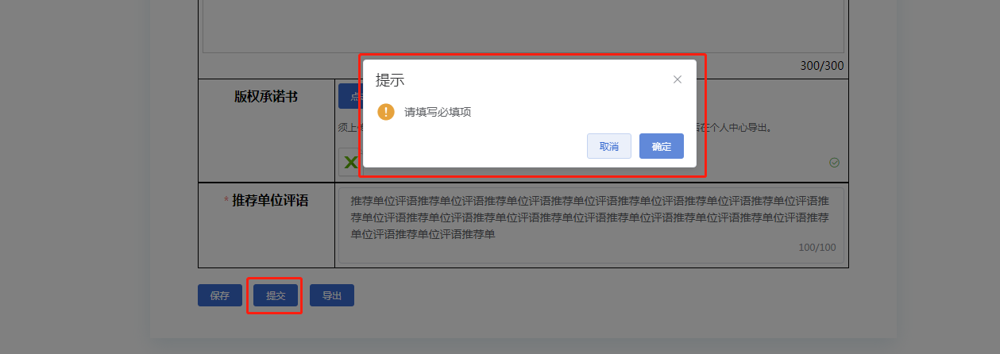 300/300
提示
版权承诺书
请填写必填项
须上传
后在个人中心导出。
取消
确定
* 推荐单位评语
推荐单位评语推荐单位评语推荐单位评语推荐单位评语推荐单位评语推荐单位评语推荐单位评语推
荐单位评语推荐单位评语推荐单位评语推荐单位评语推荐单位评语推荐单位评语推荐单位评语推荐
单位评语推荐单位评语推荐单
100/100
保存
提交
导出